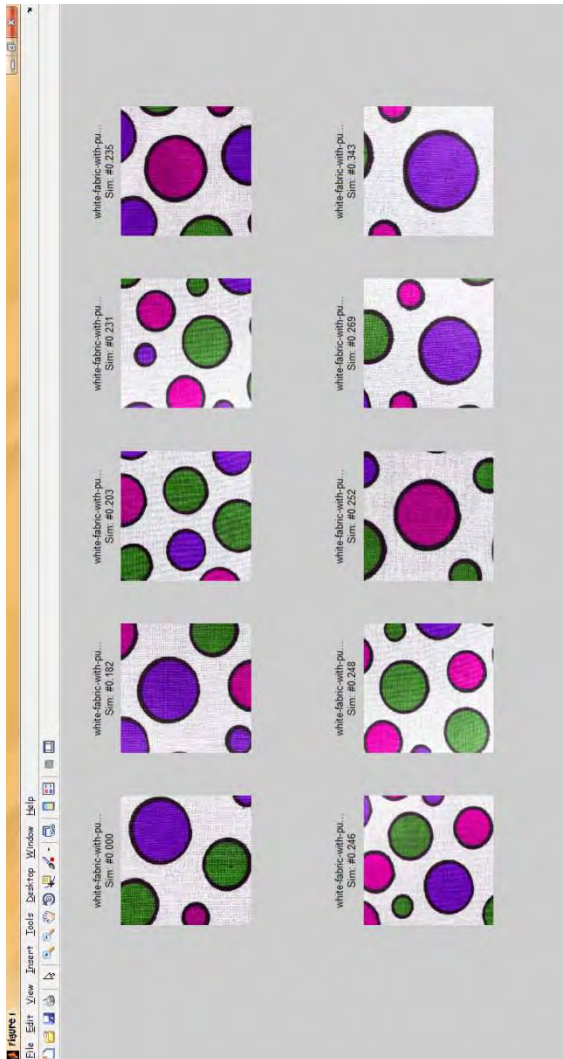 Figure 1
File Edit View Insert Tools Desktop Window Help
white-fabric-with-pu...
Sim: #0.000
white-fabric-with-pu...
Sim: #0.182
white-fabric-with-pu...
Sim: #0.203
white-fabric-with-pu...
Sim: #0.231
white-fabric-with-pu...
Sim: #0.235
white-fabric-with-pu...
Sim: #0.246
white-fabric-with-pu...
Sim: #0.248
white-fabric-with-pu...
Sim: #0.252
white-fabric-with-pu...
Sim: #0.269
white-fabric-with-pu...
Sim: #0.343